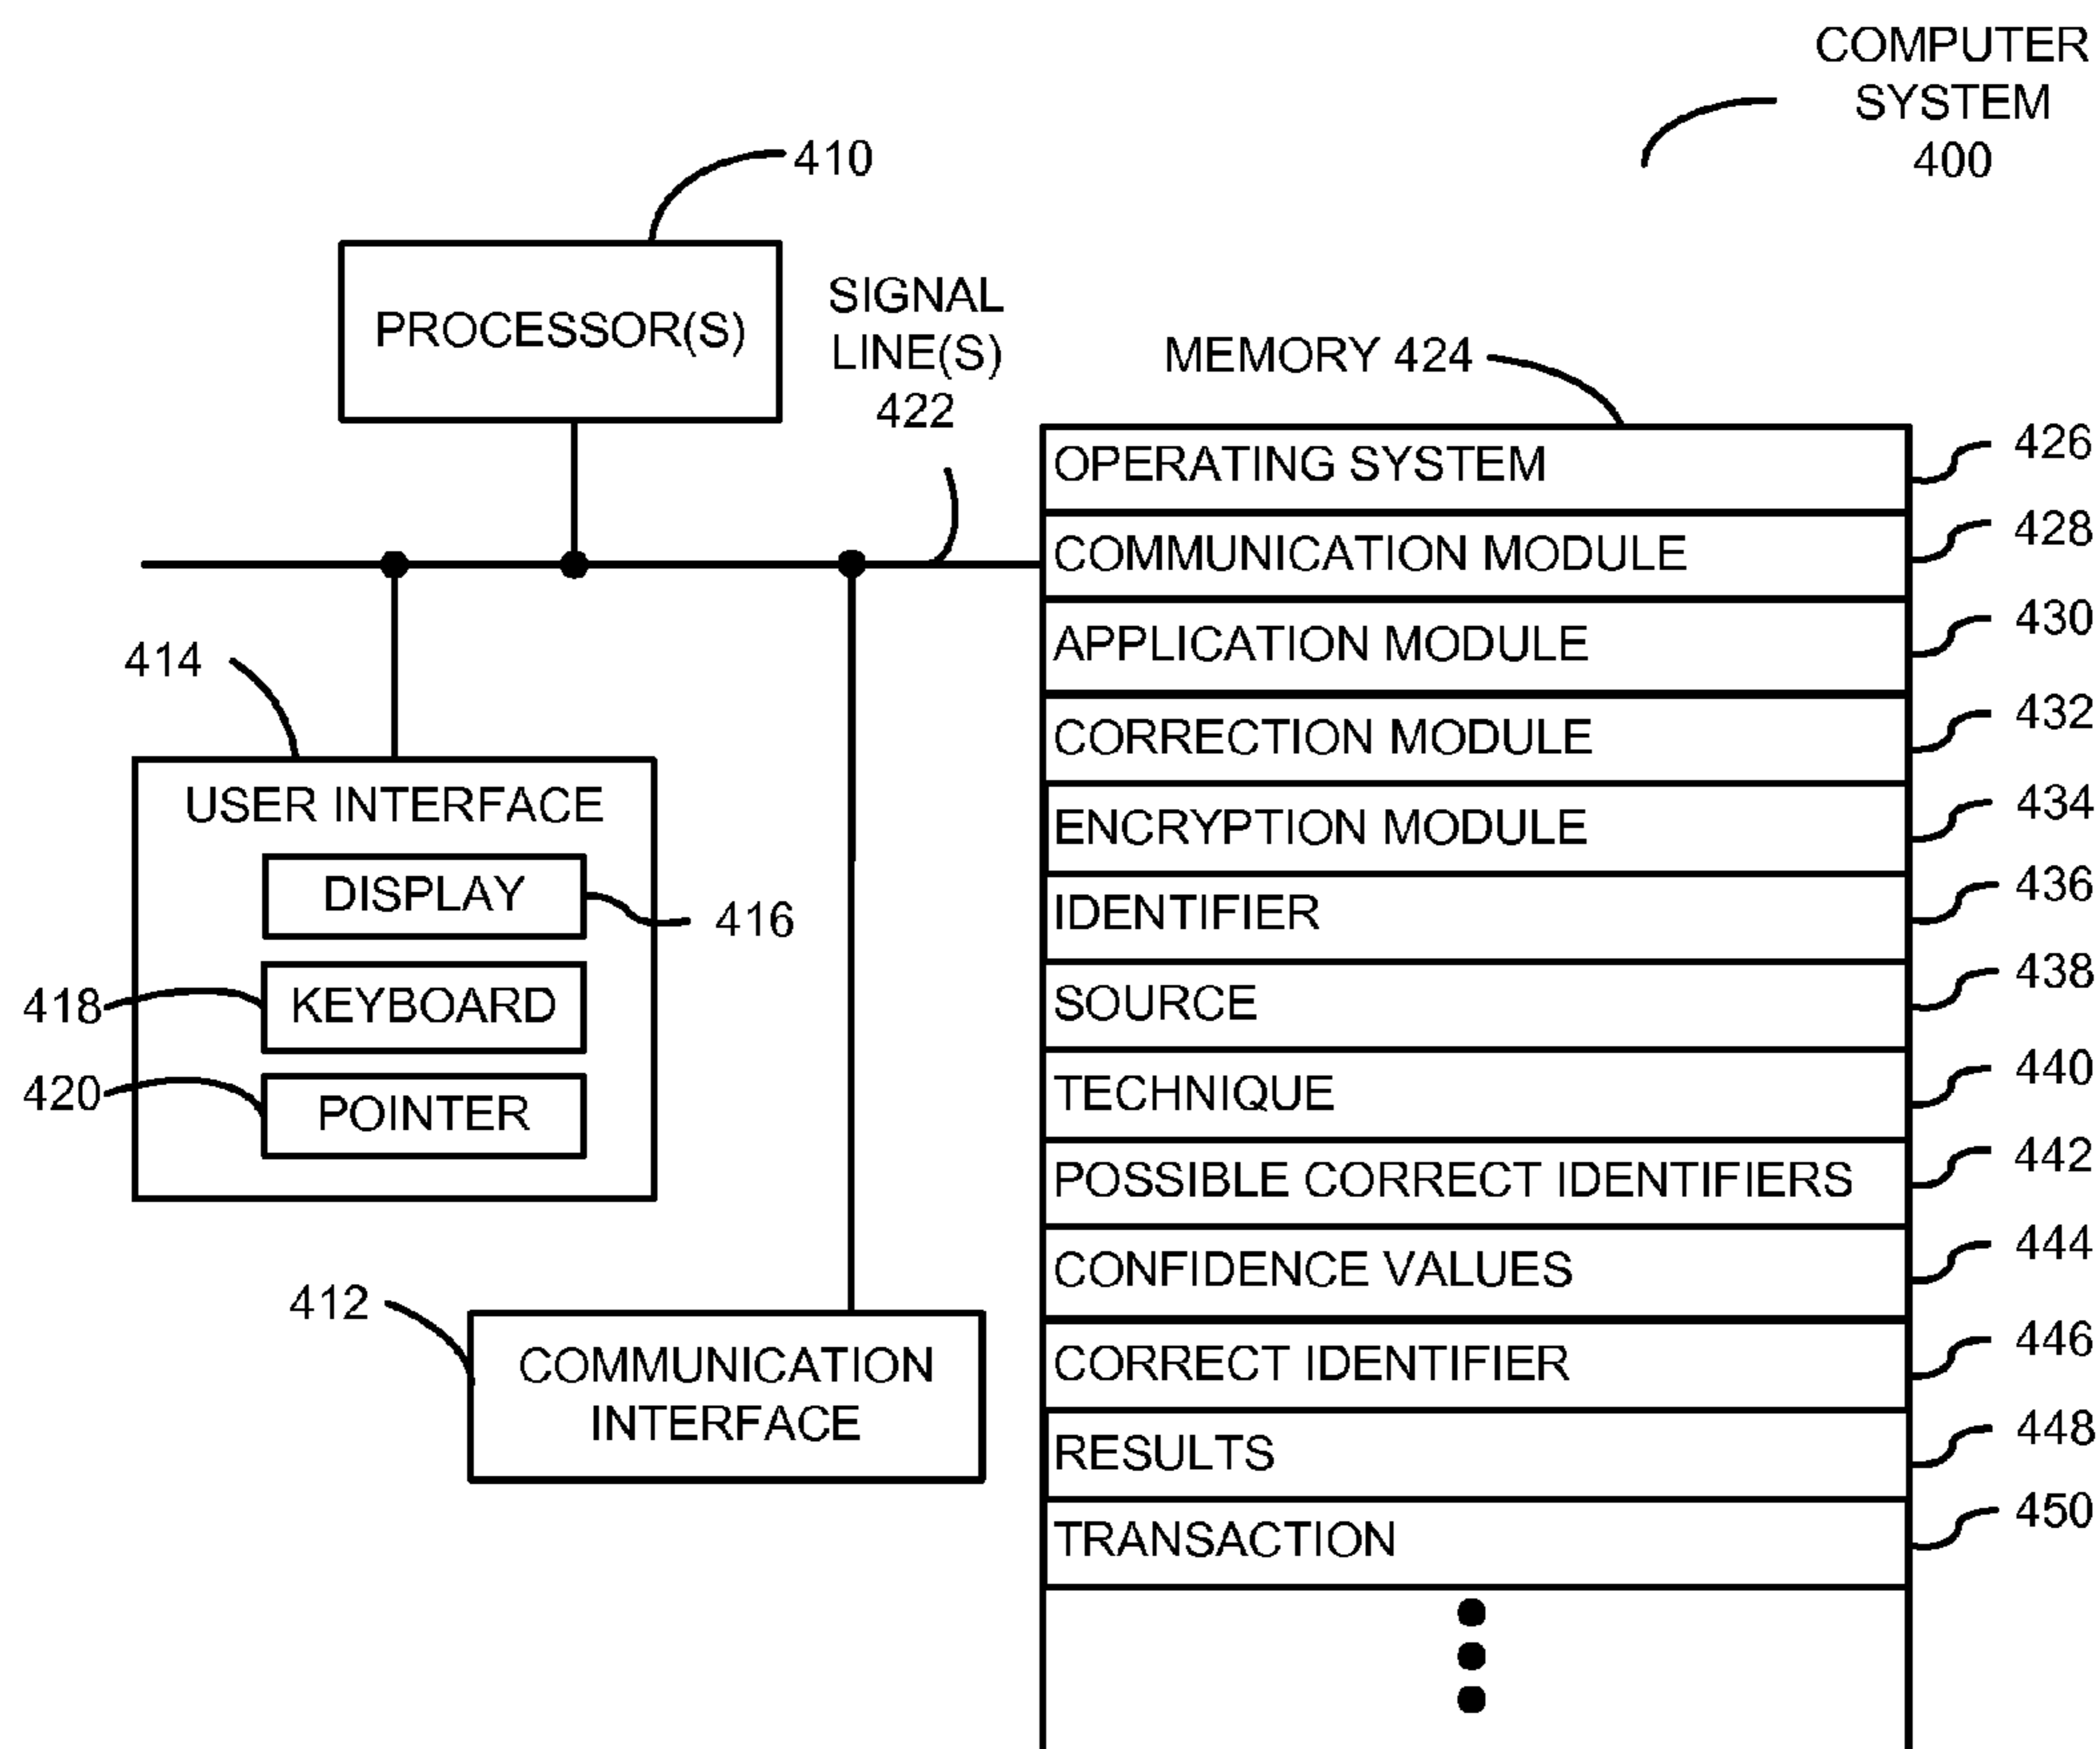 COMPUTER
SYSTEM
400
410
PROCESSOR(S)
SIGNAL
LINE(S)
422
MEMORY 424
OPERATING SYSTEM 426
COMMUNICATION MODULE 428
APPLICATION MODULE 430
CORRECTION MODULE 432
ENCRYPTION MODULE 434
IDENTIFIER 436
SOURCE 438
TECHNIQUE 440
POSSIBLE CORRECT IDENTIFIERS 442
CONFIDENCE VALUES 444
CORRECT IDENTIFIER 446
RESULTS 448
TRANSACTION 450
414
USER INTERFACE
DISPLAY 416
418 KEYBOARD
420 POINTER
412
COMMUNICATION
INTERFACE